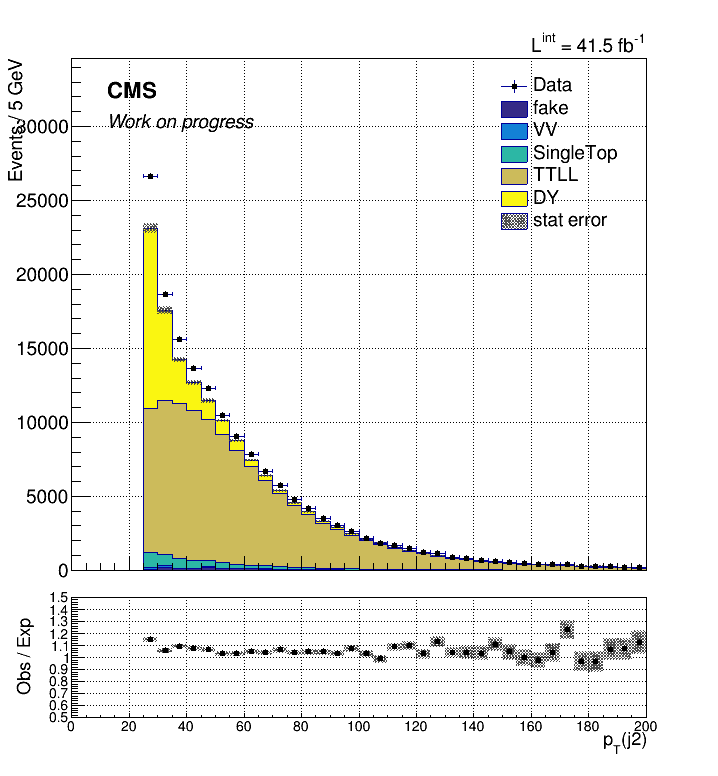 L^int = 41.5 fb^-1
Events / 5 GeV
CMS
Work on progress
Data
fake
VV
SingleTop
TTLL
DY
stat error
30000
25000
20000
15000
10000
5000
0
Obs / Exp
1.5
1.4
1.3
1.2
1.1
1
0.9
0.8
0.7
0.6
0.5
0 20 40 60 80 100 120 140 160 180 200
p_T(j2)